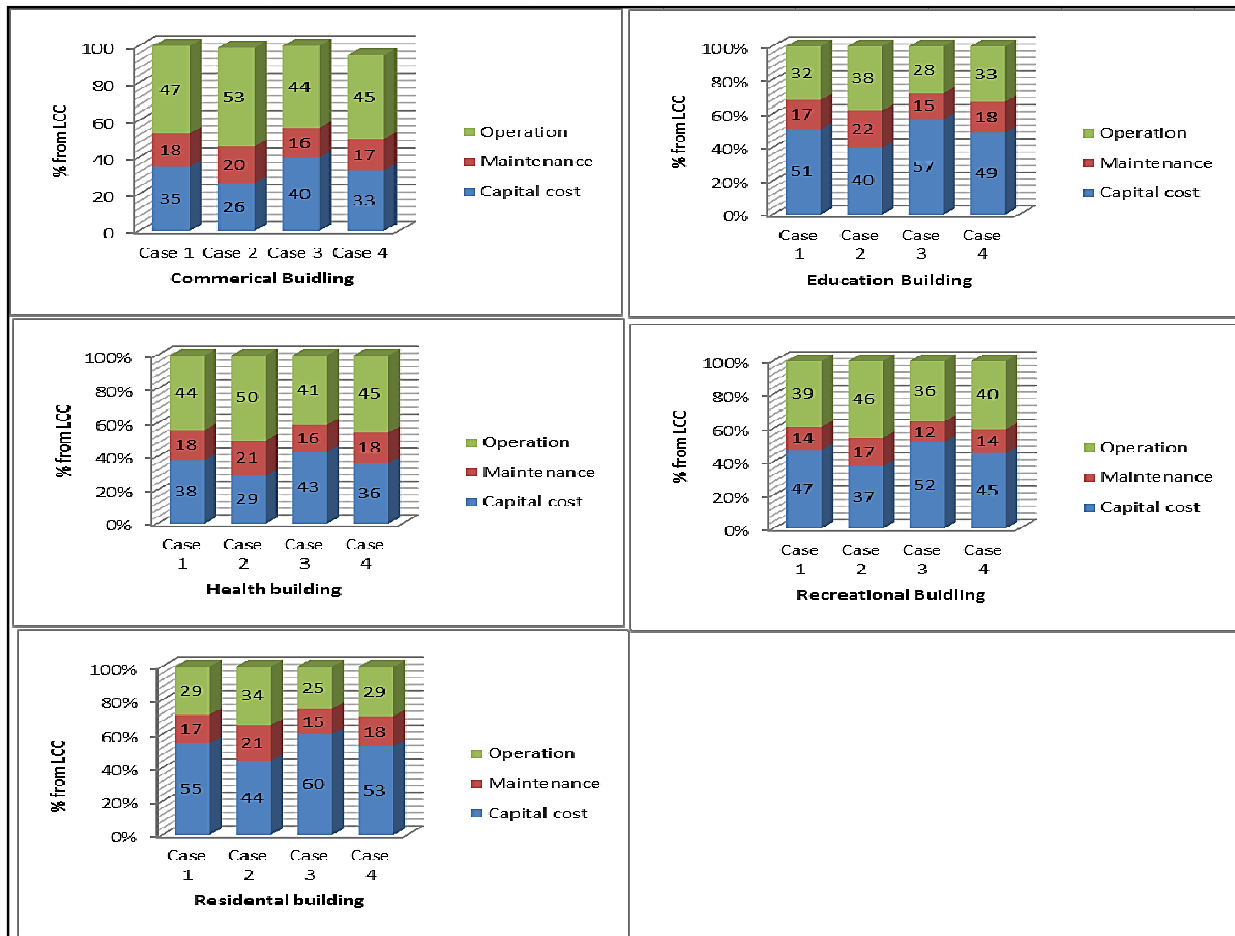 100
80
60
40
20
0
% from LCC
47
53
44
45
18
20
16
17
35
26
40
33
Case 1
Case 2
Case 3
Case 4
Commerical Buidling
Operation
Maintenance
Capital cost
100%
80%
60%
40%
20%
0%
% from LCC
32
38
28
33
17
22
15
18
51
40
57
49
Case 1
Case 2
Case 3
Case 4
Education Building
Operation
Maintenance
Capital cost
100%
80%
60%
40%
20%
0%
% from LCC
44
50
41
45
18
21
16
18
38
29
43
36
Case 1
Case 2
Case 3
Case 4
Health building
Operation
Maintenance
Capital cost
100%
80%
60%
40%
20%
0%
% from LCC
39
46
36
40
14
17
12
14
47
37
52
45
Case 1
Case 2
Case 3
Case 4
Recreational Buidling
Operation
Maintenance
Capital cost
100%
80%
60%
40%
20%
0%
% from LCC
29
34
25
29
17
21
15
18
55
44
60
53
Case 1
Case 2
Case 3
Case 4
Residental building
Operation
Maintenance
Capital cost